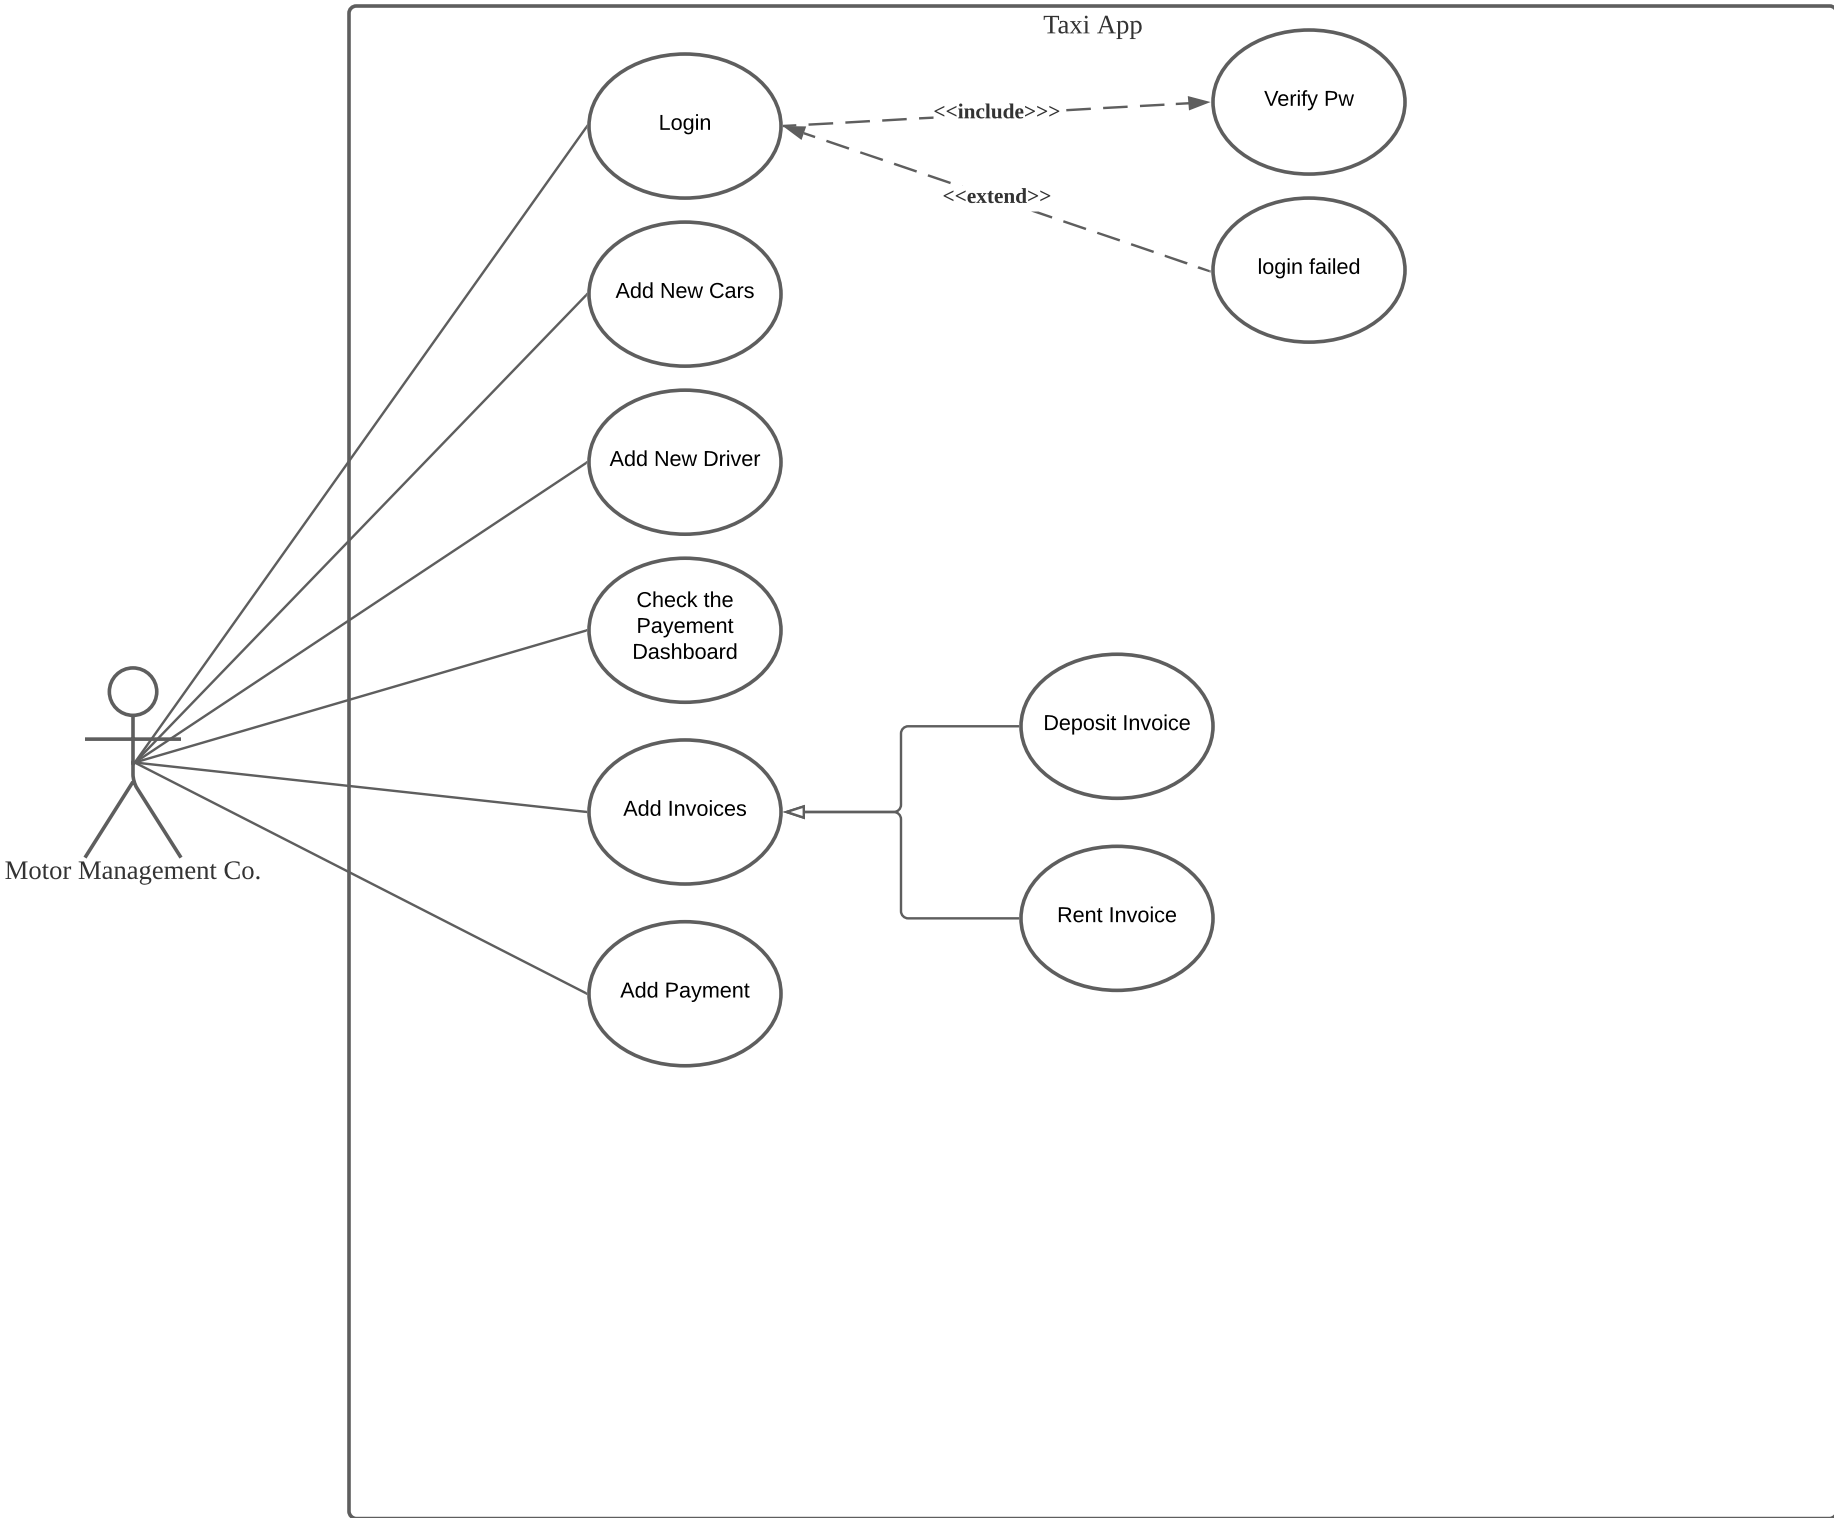 Taxi App
Login
<<include>>>
Verify Pw
<<extend>>
login failed
Add New Cars
Add New Driver
Check the
Payement
Dashboard
Deposit Invoice
Add Invoices
Motor Management Co.
Rent Invoice
Add Payment